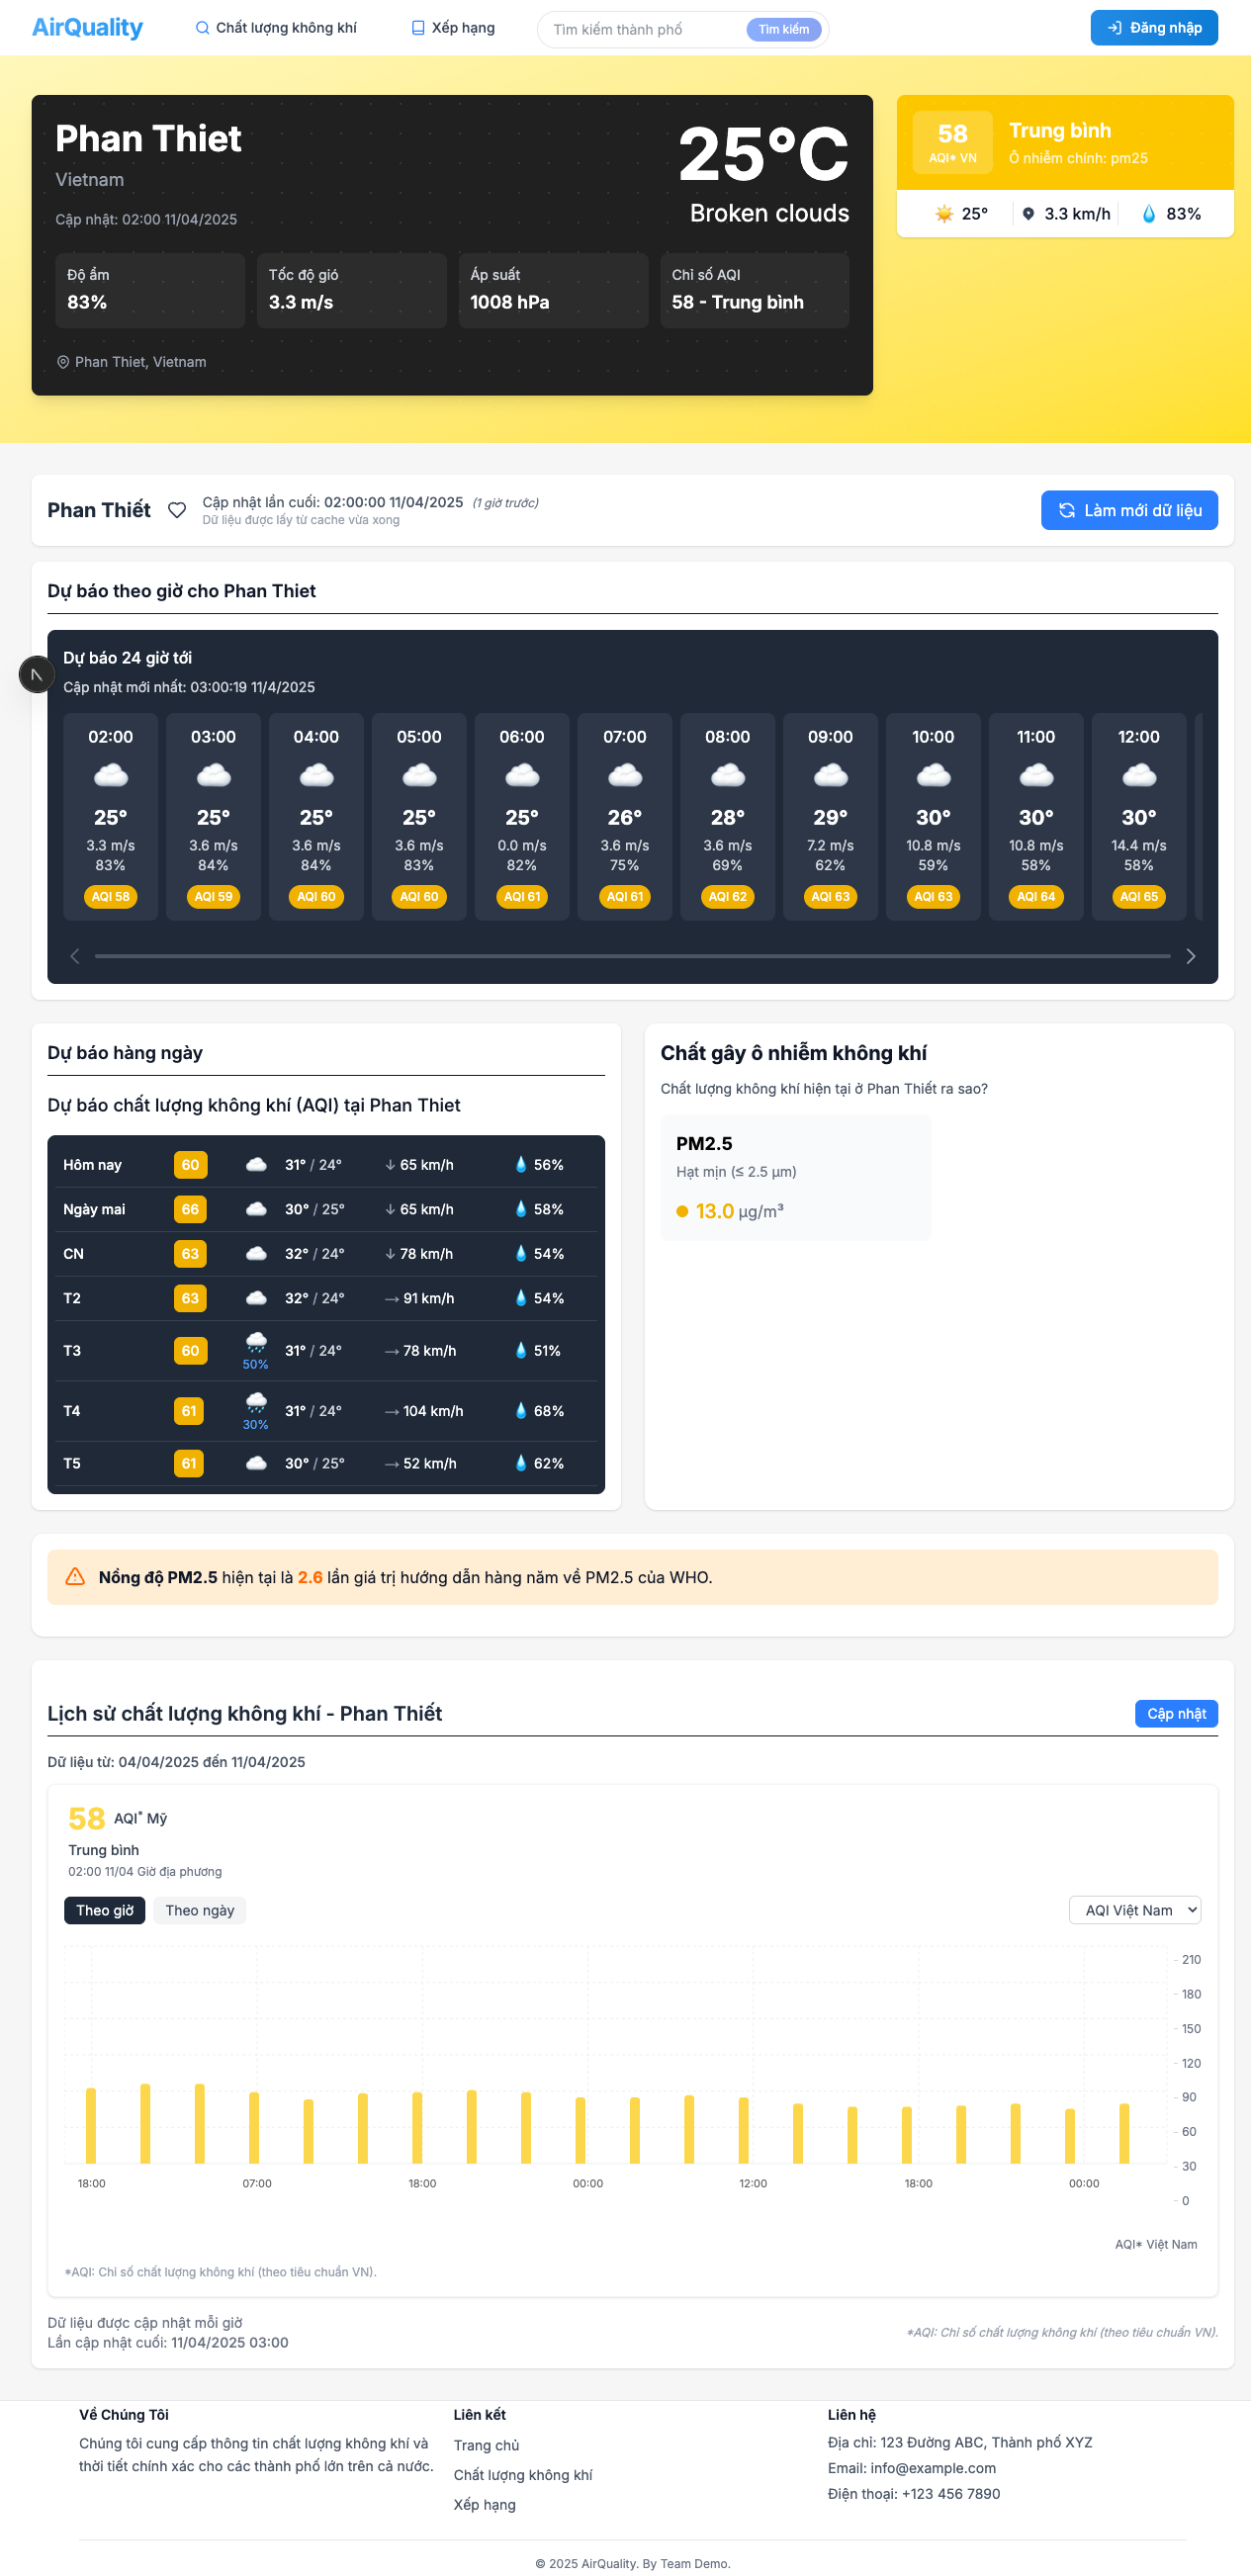 AirQuality
Chất lượng không khí
Xếp hạng
Tìm kiếm thành phố
Tìm kiếm
Đăng nhập
Phan Thiet
Vietnam
Cập nhật: 02:00 11/04/2025
25°C
Broken clouds
Độ ẩm
83%
Tốc độ gió
3.3 m/s
Áp suất
1008 hPa
Chỉ số AQI
58 - Trung bình
Phan Thiet, Vietnam
58
AQI* VN
Trung bình
Ô nhiễm chính: pm25
25°
3.3 km/h
83%
Phan Thiết
Cập nhật lần cuối: 02:00:00 11/04/2025 (1 giờ trước)
Dữ liệu được lấy từ cache vừa xong
Làm mới dữ liệu
Dự báo theo giờ cho Phan Thiet
Dự báo 24 giờ tới
Cập nhật mới nhất: 03:00:19 11/4/2025
02:00 03:00 04:00 05:00 06:00 07:00 08:00 09:00 10:00 11:00 12:00
25° 25° 25° 25° 25° 26° 28° 29° 30° 30° 30°
3.3 m/s 3.6 m/s 3.6 m/s 3.6 m/s 0.0 m/s 3.6 m/s 3.6 m/s 7.2 m/s 10.8 m/s 10.8 m/s 14.4 m/s
83% 84% 84% 83% 82% 75% 69% 62% 59% 58% 58%
AQI 58 AQI 59 AQI 60 AQI 60 AQI 61 AQI 61 AQI 62 AQI 63 AQI 63 AQI 64 AQI 65
Dự báo hàng ngày
Dự báo chất lượng không khí (AQI) tại Phan Thiet
Hôm nay 60 31° / 24° ↓ 65 km/h 56%
Ngày mai 66 30° / 25° ↓ 65 km/h 58%
CN 63 32° / 24° ↓ 78 km/h 54%
T2 63 32° / 24° → 91 km/h 54%
T3 60 50% 31° / 24° → 78 km/h 51%
T4 61 30% 31° / 24° → 104 km/h 68%
T5 61 30° / 25° → 52 km/h 62%
Chất gây ô nhiễm không khí
Chất lượng không khí hiện tại ở Phan Thiết ra sao?
PM2.5
Hạt mịn (≤ 2.5 µm)
13.0 µg/m³
Nồng độ PM2.5 hiện tại là 2.6 lần giá trị hướng dẫn hàng năm về PM2.5 của WHO.
Lịch sử chất lượng không khí - Phan Thiết
Cập nhật
Dữ liệu từ: 04/04/2025 đến 11/04/2025
58 AQI* Mỹ
Trung bình
02:00 11/04 Giờ địa phương
Theo giờ
Theo ngày
AQI Việt Nam
210
180
150
120
90
60
30
0
18:00 07:00 18:00 00:00 12:00 18:00 00:00
AQI* Việt Nam
*AQI: Chỉ số chất lượng không khí (theo tiêu chuẩn VN).
Dữ liệu được cập nhật mỗi giờ
Lần cập nhật cuối: 11/04/2025 03:00
*AQI: Chỉ số chất lượng không khí (theo tiêu chuẩn VN).
Về Chúng Tôi
Chúng tôi cung cấp thông tin chất lượng không khí và
thời tiết chính xác cho các thành phố lớn trên cả nước.
Liên kết
Trang chủ
Chất lượng không khí
Xếp hạng
Liên hệ
Địa chỉ: 123 Đường ABC, Thành phố XYZ
Email: info@example.com
Điện thoại: +123 456 7890
© 2025 AirQuality. By Team Demo.